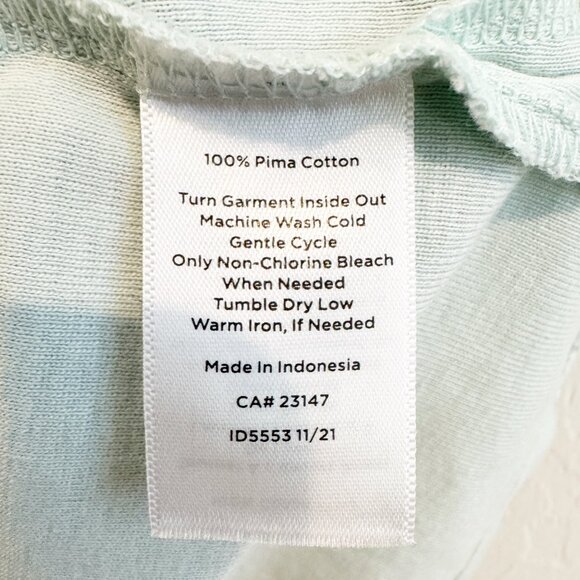 100% Pima Cotton
Turn Garment Inside Out
Machine Wash Cold
Gentle Cycle
Only Non-Chlorine Bleach
When Needed
Tumble Dry Low
Warm Iron, If Needed
Made In Indonesia
CA# 23147
ID5553 11/21